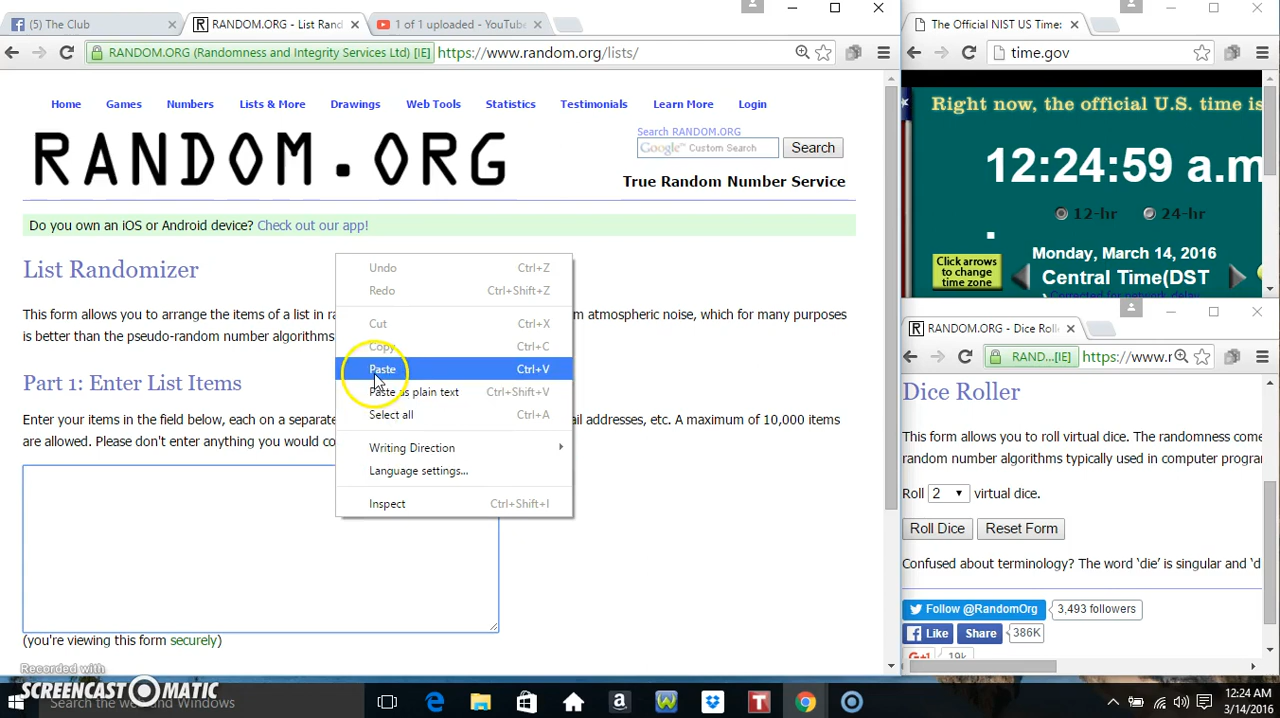 (5) The Club
RANDOM.ORG - List Rand
1 of 1 uploaded - YouTube
RANDOM.ORG (Randomness and Integrity Services Ltd) [IE]
https://www.random.org/lists/
Home
Games
Numbers
Lists & More
Drawings
Web Tools
Statistics
Testimonials
Learn More
Login
RANDOM.ORG
Search RANDOM.ORG
Google™ Custom Search
Search
True Random Number Service
Do you own an iOS or Android device? Check out our app!
List Randomizer
This form allows you to arrange the items of a list in ra
m atmospheric noise, which for many purposes
is better than the pseudo-random number algorithms
Part 1: Enter List Items
Enter your items in the field below, each on a separate
ail addresses, etc. A maximum of 10,000 items
are allowed. Please don't enter anything you would co
Undo Ctrl+Z
Redo Ctrl+Shift+Z
Cut Ctrl+X
Copy Ctrl+C
Paste Ctrl+V
Paste as plain text Ctrl+Shift+V
Select all Ctrl+A
Writing Direction
Language settings...
Inspect Ctrl+Shift+I
(you're viewing this form securely)
Recorded with
SCREENCAST-O-MATIC
Search the web and Windows
The Official NIST US Time:
time.gov
Right now, the official U.S. time is
12:24:59 a.m
12-hr
24-hr
Click arrows
to change
time zone
Monday, March 14, 2016
Central Time(DST
)
Corrected for network delay
RANDOM.ORG - Dice Rolle
RAND...[IE]
https://www.r
Dice Roller
This form allows you to roll virtual dice. The randomness come
random number algorithms typically used in computer progran
Roll 2 virtual dice.
Roll Dice
Reset Form
Confused about terminology? The word ‘die’ is singular and ‘d
Follow @RandomOrg
3,493 followers
Like
Share
386K
G+1
19k
12:24 AM
3/14/2016